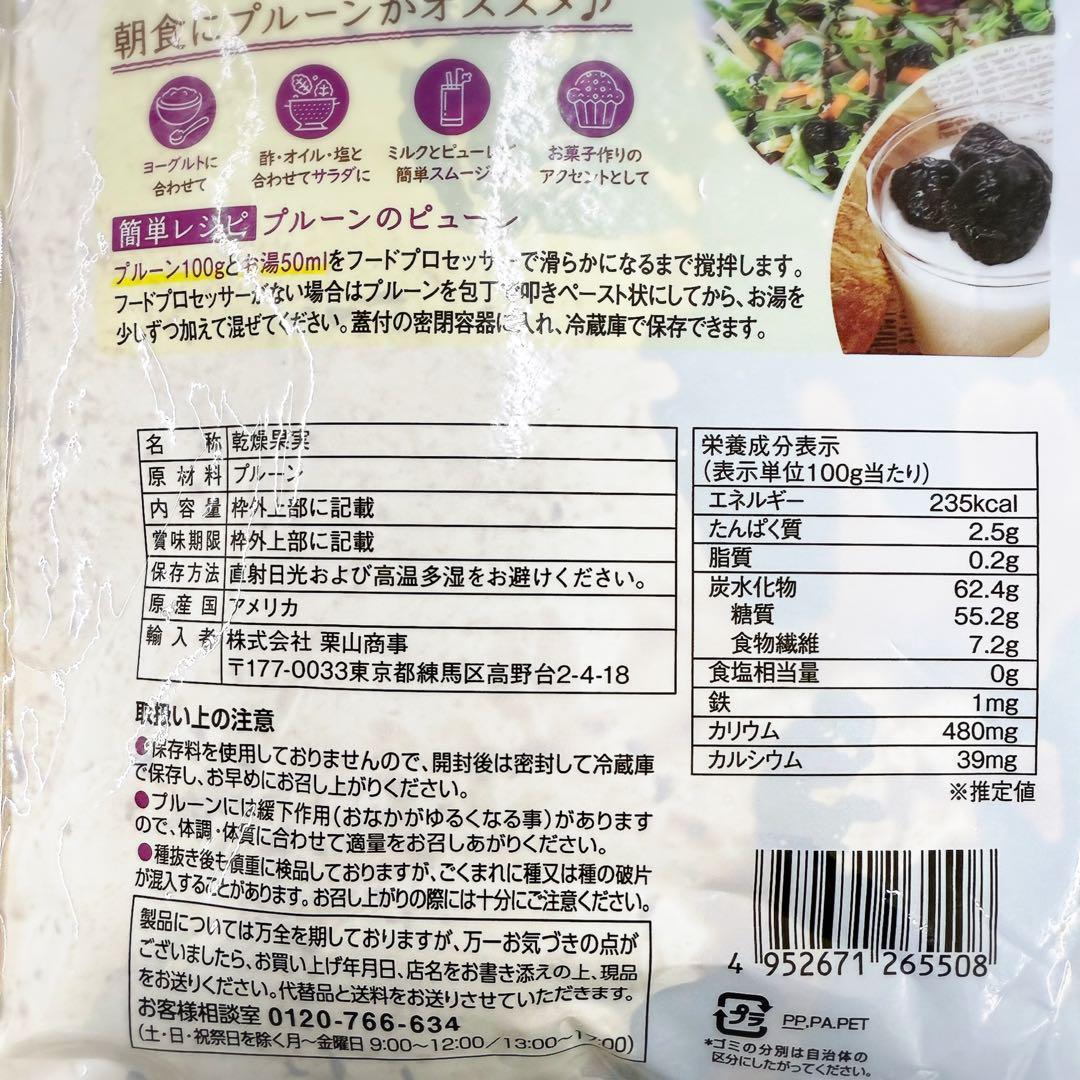 朝食にプルーンがオススメ♪
ヨーグルトに
合わせて
酢・オイル・塩と
合わせてサラダに
ミルクとピューレで
簡単スムージー
お菓子作りの
アクセントとして
簡単レシピ プルーンのピューレ
プルーン100gとお湯50mlをフードプロセッサーで滑らかになるまで撹拌します。
フードプロセッサーがない場合はプルーンを包丁で叩きペースト状にしてから、お湯を
少しずつ加えて混ぜてください。蓋付の密閉容器に入れ、冷蔵庫で保存できます。
名称 乾燥果実
原材料 プルーン
内容量 枠外上部に記載
賞味期限 枠外上部に記載
保存方法 直射日光および高温多湿をお避けください。
原産国 アメリカ
輸入者 株式会社 栗山商事
〒177-0033東京都練馬区高野台2-4-18
栄養成分表示
(表示単位100g当たり)
エネルギー 235kcal
たんぱく質 2.5g
脂質 0.2g
炭水化物 62.4g
糖質 55.2g
食物繊維 7.2g
食塩相当量 0g
鉄 1mg
カリウム 480mg
カルシウム 39mg
※推定値
取扱い上の注意
●保存料を使用しておりませんので、開封後は密封して冷蔵庫
で保存し、お早めにお召し上がりください。
●プルーンには緩下作用(おなかがゆるくなる事)があります
ので、体調・体質に合わせて適量をお召しあがりください。
●種抜き後も慎重に検品しておりますが、ごくまれに種又は種の破片
が混入することがあります。お召し上がりの際には十分にご注意ください。
製品については万全を期しておりますが、万一お気づきの点が
ございましたら、お買い上げ年月日、店名をお書き添えの上、現品
をお送りください。代替品と送料をお送りさせていただきます。
お客様相談室 0120-766-634
(土・日・祝祭日を除く月〜金曜日 9:00〜12:00/13:00〜17:00)
4 952671 265508
プラ
PP.PA.PET
*ゴミの分別は自治体の
区分にしたがってください。